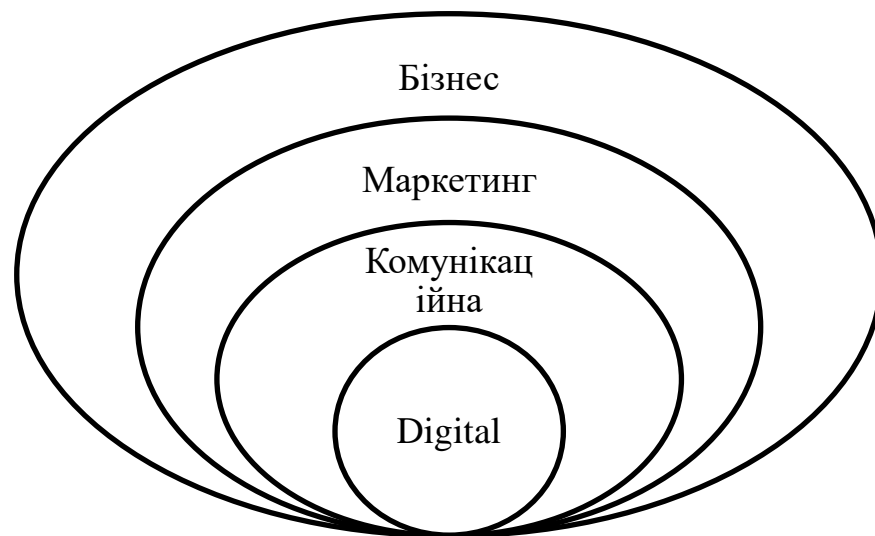 Бізнес
Маркетинг
Комунікац
ійна
Digital